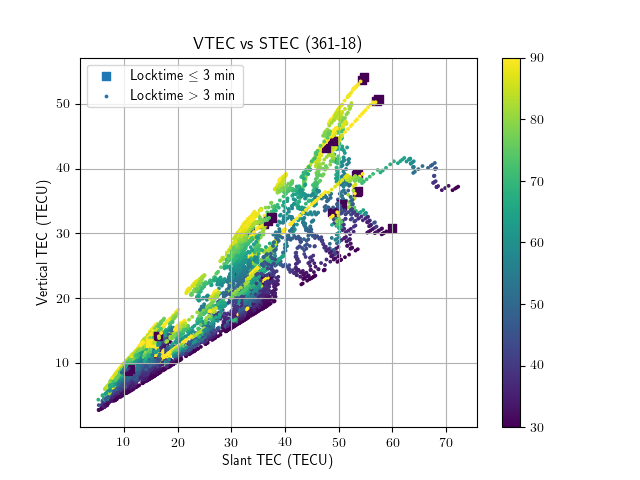 VTEC vs STEC (361-18)
Locktime ≤ 3 min
Locktime > 3 min
50
40
30
20
10
Vertical TEC (TECU)
10 20 30 40 50 60 70
Slant TEC (TECU)
90
80
70
60
50
40
30